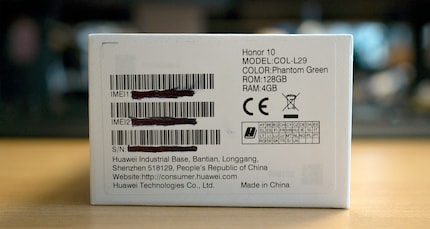 Honor 10
MODEL:COL-L29
COLOR:Phantom Green
ROM:128GB
RAM:4GB
IMEI1:
IMEI2:
S/N:
Huawei Industrial Base, Bantian, Longgang,
Shenzhen 518129, People's Republic of China
Website:http://consumer.huawei.com
Huawei Technologies Co., Ltd.
Made in China
CE